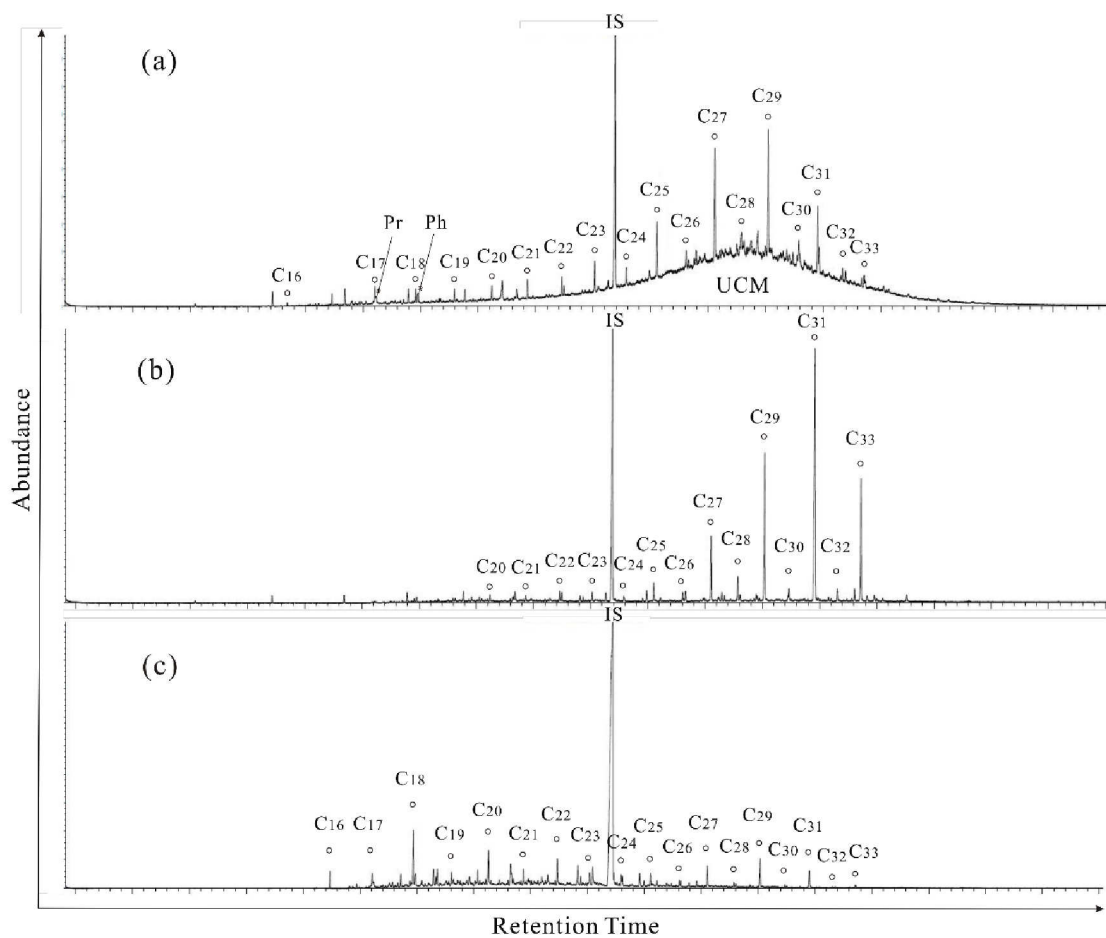 IS
(a)
C29
C27
C31
C25
C28
C30
C23
C26
C32
C33
Pr
Ph
C24
C22
C21
C20
C19
C18
C17
C16
UCM
IS
C31
(b)
C29
C33
C27
C28
C25
C30
C32
C20
C21
C22
C23
C24
C26
IS
(c)
C18
C20
C22
C29
C16
C17
C19
C21
C23
C24
C25
C26
C27
C28
C30
C31
C32
C33
Abundance
Retention Time